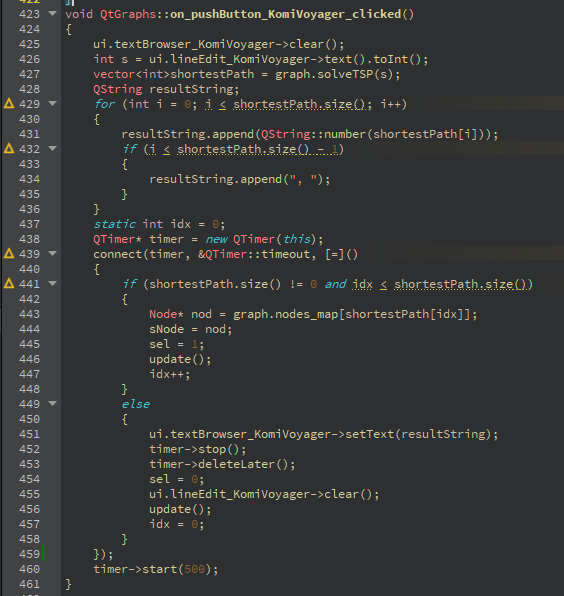 423 void QtGraphs::on_pushButton_KomiVoyager_clicked()
424 {
425     ui.textBrowser_KomiVoyager->clear();
426     int s = ui.lineEdit_KomiVoyager->text().toInt();
427     vector<int>shortestPath = graph.solveTSP(s);
428     QString resultString;
429     for (int i = 0; i < shortestPath.size(); i++)
430     {
431         resultString.append(QString::number(shortestPath[i]));
432         if (i < shortestPath.size() - 1)
433         {
434             resultString.append(", ");
435         }
436     }
437     static int idx = 0;
438     QTimer* timer = new QTimer(this);
439     connect(timer, &QTimer::timeout, [=]()
440     {
441         if (shortestPath.size() != 0 and idx < shortestPath.size())
442         {
443             Node* nod = graph.nodes_map[shortestPath[idx]];
444             sNode = nod;
445             sel = 1;
446             update();
447             idx++;
448         }
449         else
450         {
451             ui.textBrowser_KomiVoyager->setText(resultString);
452             timer->stop();
453             timer->deleteLater();
454             sel = 0;
455             ui.lineEdit_KomiVoyager->clear();
456             update();
457             idx = 0;
458         }
459     });
460     timer->start(500);
461 }